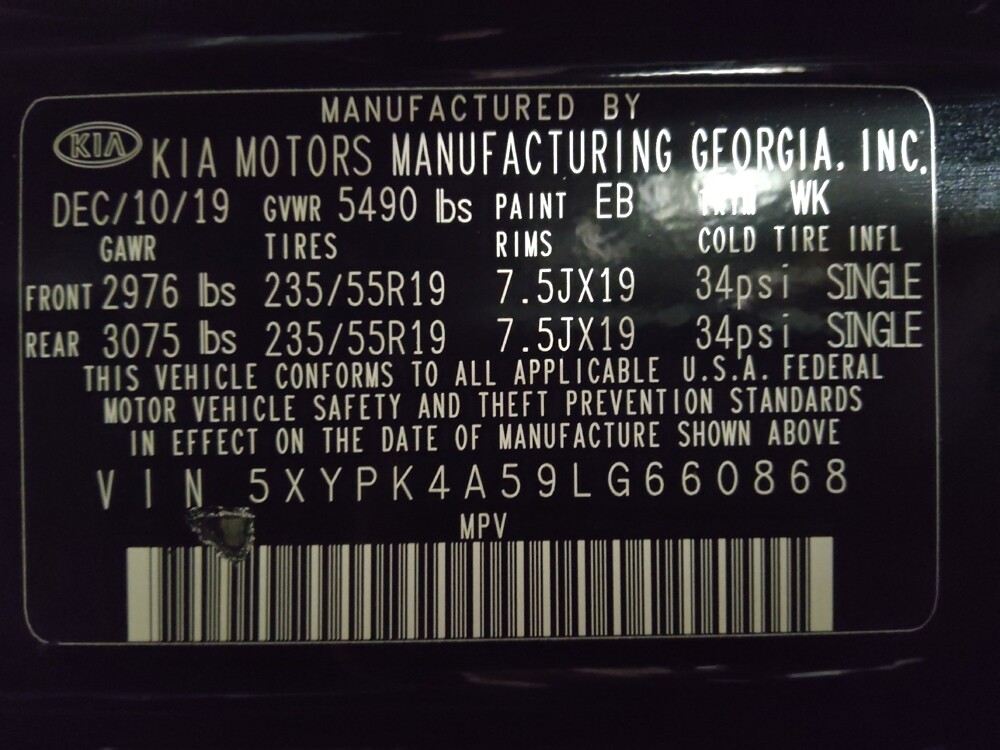 MANUFACTURED BY
KIA KIA MOTORS MANUFACTURING GEORGIA, INC.
DEC/10/19 GVWR 5490 lbs PAINT EB TRIM WK
GAWR TIRES RIMS COLD TIRE INFL
FRONT 2976 lbs 235/55R19 7.5JX19 34psi SINGLE
REAR 3075 lbs 235/55R19 7.5JX19 34psi SINGLE
THIS VEHICLE CONFORMS TO ALL APPLICABLE U.S.A. FEDERAL
MOTOR VEHICLE SAFETY AND THEFT PREVENTION STANDARDS
IN EFFECT ON THE DATE OF MANUFACTURE SHOWN ABOVE
VIN 5XYPK4A59LG660868
MPV